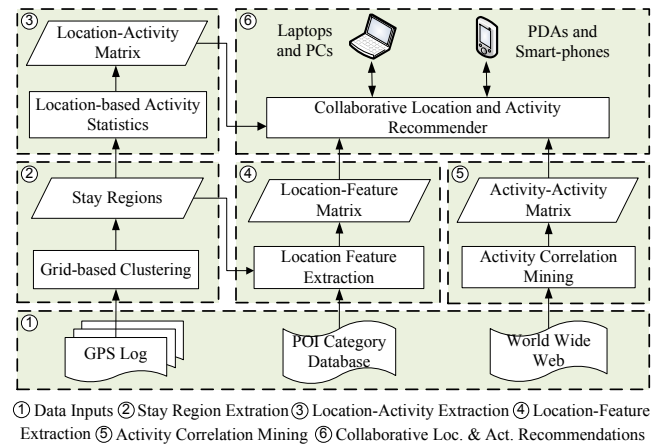 ③
Location-Activity
Matrix
Location-based Activity
Statistics
⑥
Laptops
and PCs
PDAs and
Smart-phones
Collaborative Location and Activity
Recommender
②
Stay Regions
Grid-based Clustering
④
Location-Feature
Matrix
Location Feature
Extraction
⑤
Activity-Activity
Matrix
Activity Correlation
Mining
①
GPS Log
POI Category
Database
World Wide
Web
① Data Inputs ② Stay Region Extration ③ Location-Activity Extraction ④ Location-Feature
Extraction ⑤ Activity Correlation Mining ⑥ Collaborative Loc. & Act. Recommendations